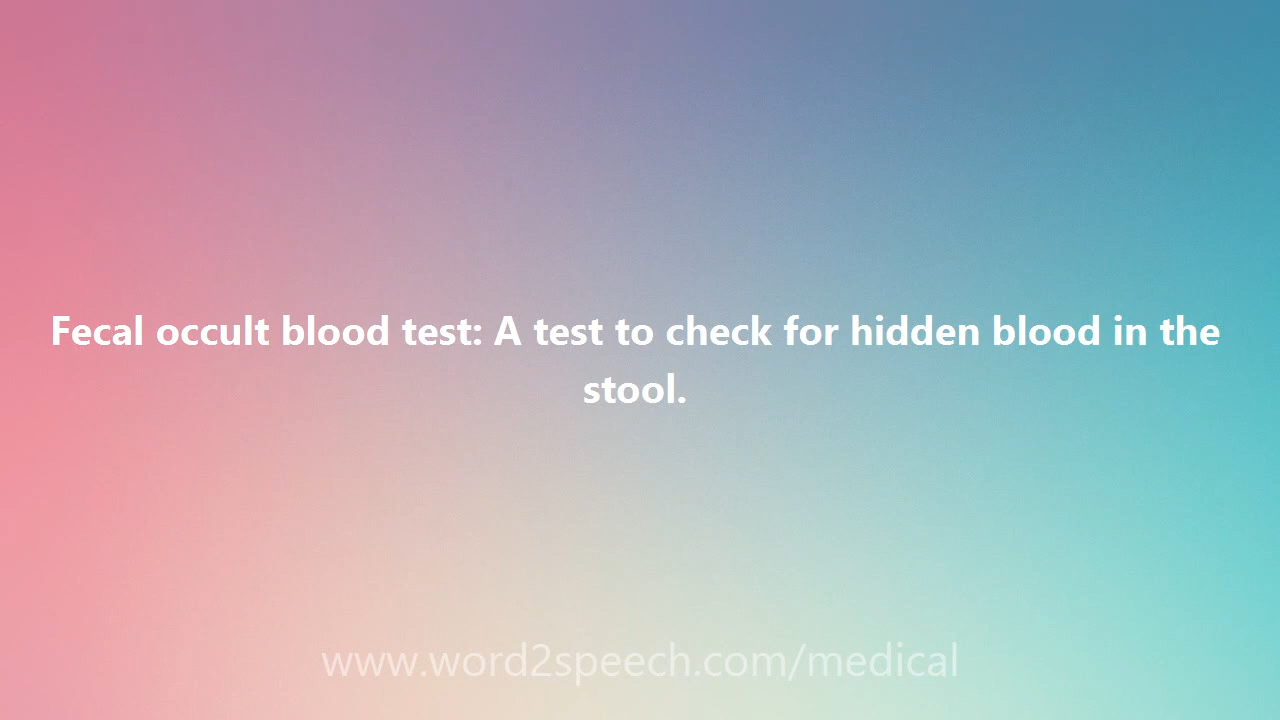 Fecal occult blood test: A test to check for hidden blood in the
stool.
www.word2speech.com/medical